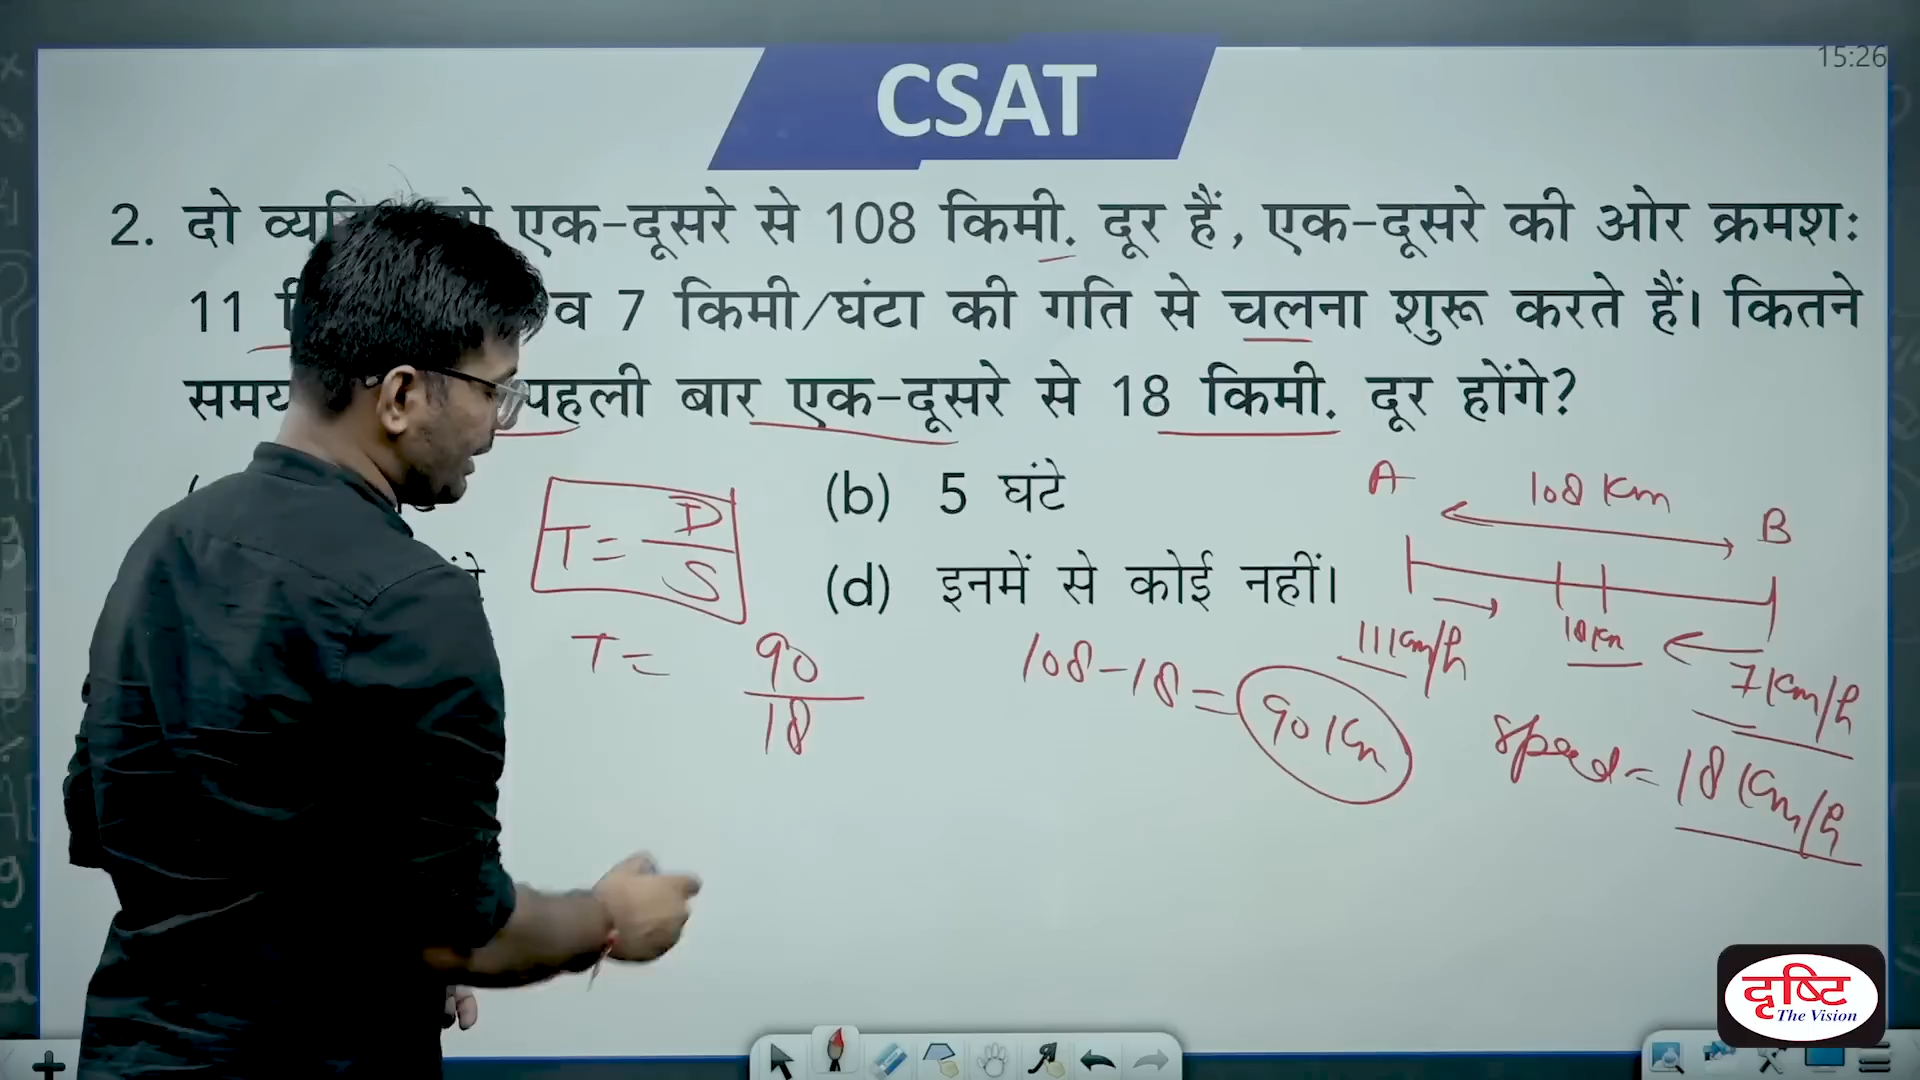 CSAT
15:26
2. दो एक-दूसरे से 108 किमी. दूर हैं, एक-दूसरे की ओर क्रमशः
11 व 7 किमी/घंटा की गति से चलना शुरू करते हैं। कितने
समय पहली बार एक-दूसरे से 18 किमी. दूर होंगे?
(b) 5 घंटे
(d) इनमें से कोई नहीं।
T = D/S
T = 90/18
108 - 18 = 90 Km
A 108 Km B
11 Km/h 18 Km 7 Km/h
Speed = 18 Km/h
दृष्टि
The Vision